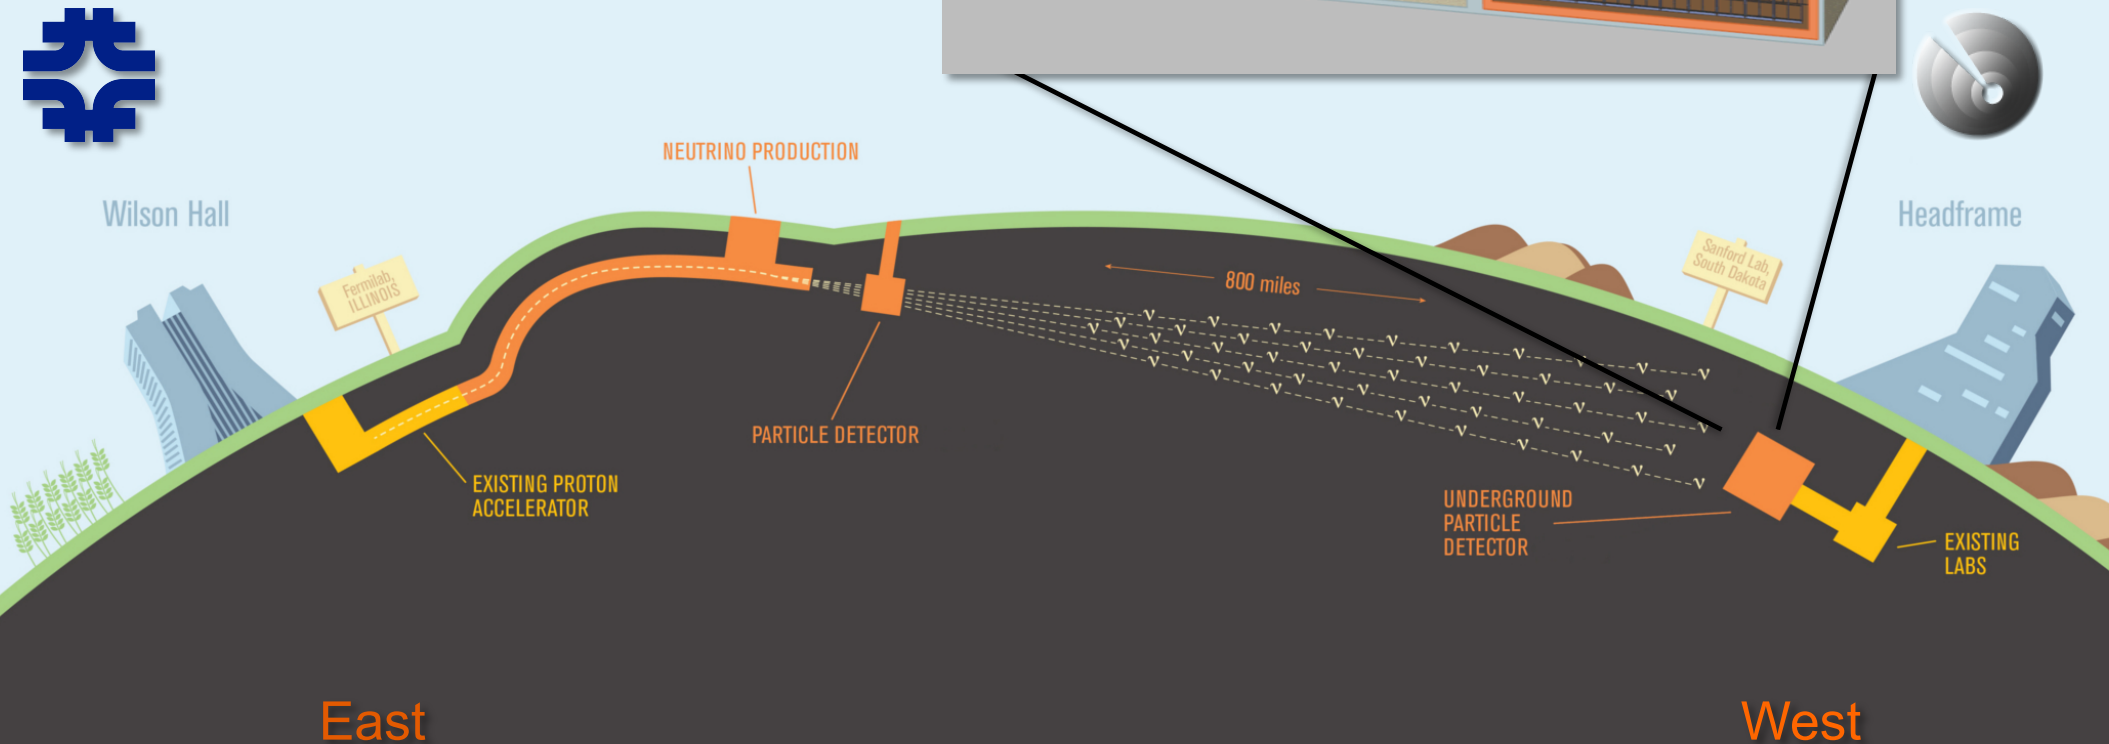 NEUTRINO PRODUCTION
Wilson Hall
Headframe
Fermilab,
ILLINOIS
800 miles
Sanford Lab,
South Dakota
ν ν ν ν ν ν ν ν ν ν
ν ν ν ν ν ν ν ν ν ν
ν ν ν ν ν ν ν ν ν ν
ν ν ν ν ν ν ν ν ν ν
ν ν ν ν ν ν ν ν ν ν
PARTICLE DETECTOR
EXISTING PROTON
ACCELERATOR
UNDERGROUND
PARTICLE
DETECTOR
EXISTING
LABS
East
West